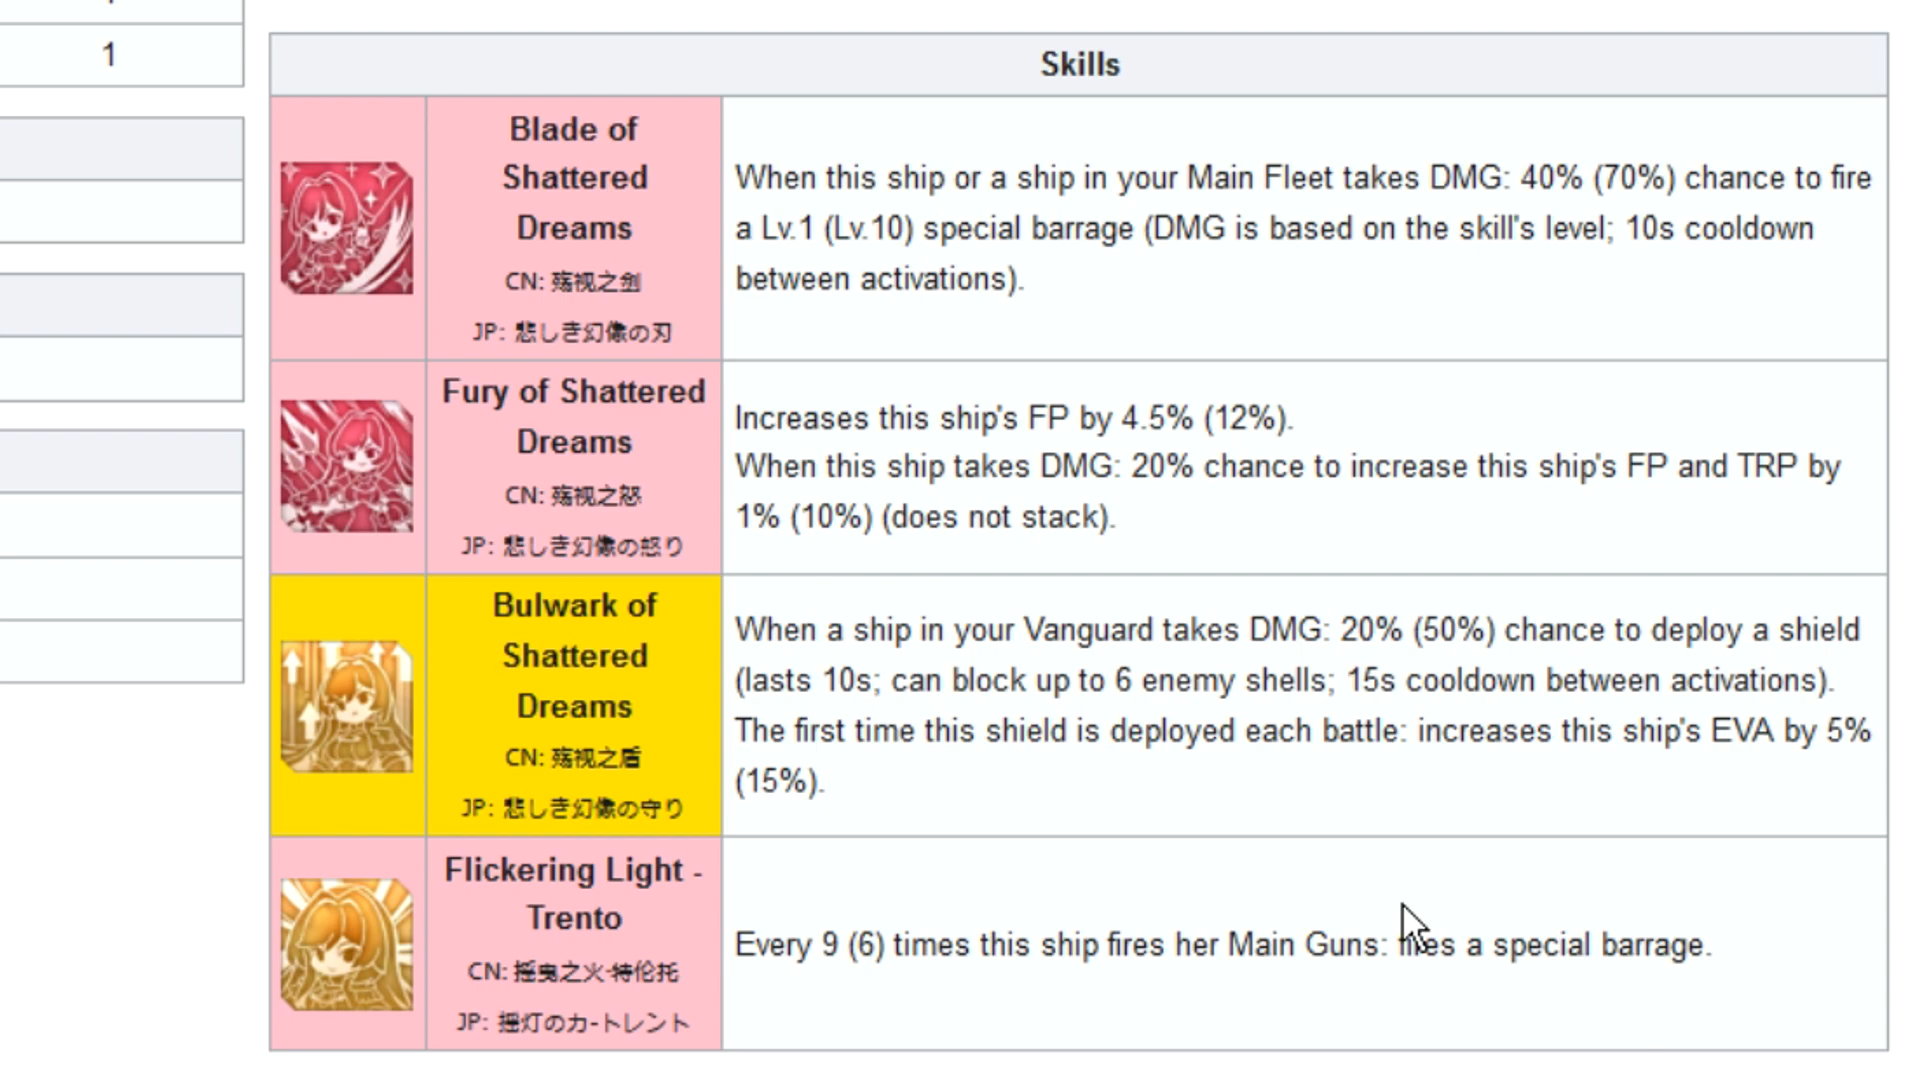 1
Skills
Blade of
Shattered
Dreams
CN: 殇视之剑
JP: 悲しき幻像の刃
When this ship or a ship in your Main Fleet takes DMG: 40% (70%) chance to fire
a Lv.1 (Lv.10) special barrage (DMG is based on the skill's level; 10s cooldown
between activations).
Fury of Shattered
Dreams
CN: 殇视之怒
JP: 悲しき幻像の怒り
Increases this ship's FP by 4.5% (12%).
When this ship takes DMG: 20% chance to increase this ship's FP and TRP by
1% (10%) (does not stack).
Bulwark of
Shattered
Dreams
CN: 殇视之盾
JP: 悲しき幻像の守り
When a ship in your Vanguard takes DMG: 20% (50%) chance to deploy a shield
(lasts 10s; can block up to 6 enemy shells; 15s cooldown between activations).
The first time this shield is deployed each battle: increases this ship's EVA by 5%
(15%).
Flickering Light -
Trento
CN: 摇曳之火-特伦托
JP: 揺灯の力-トレント
Every 9 (6) times this ship fires her Main Guns: fires a special barrage.